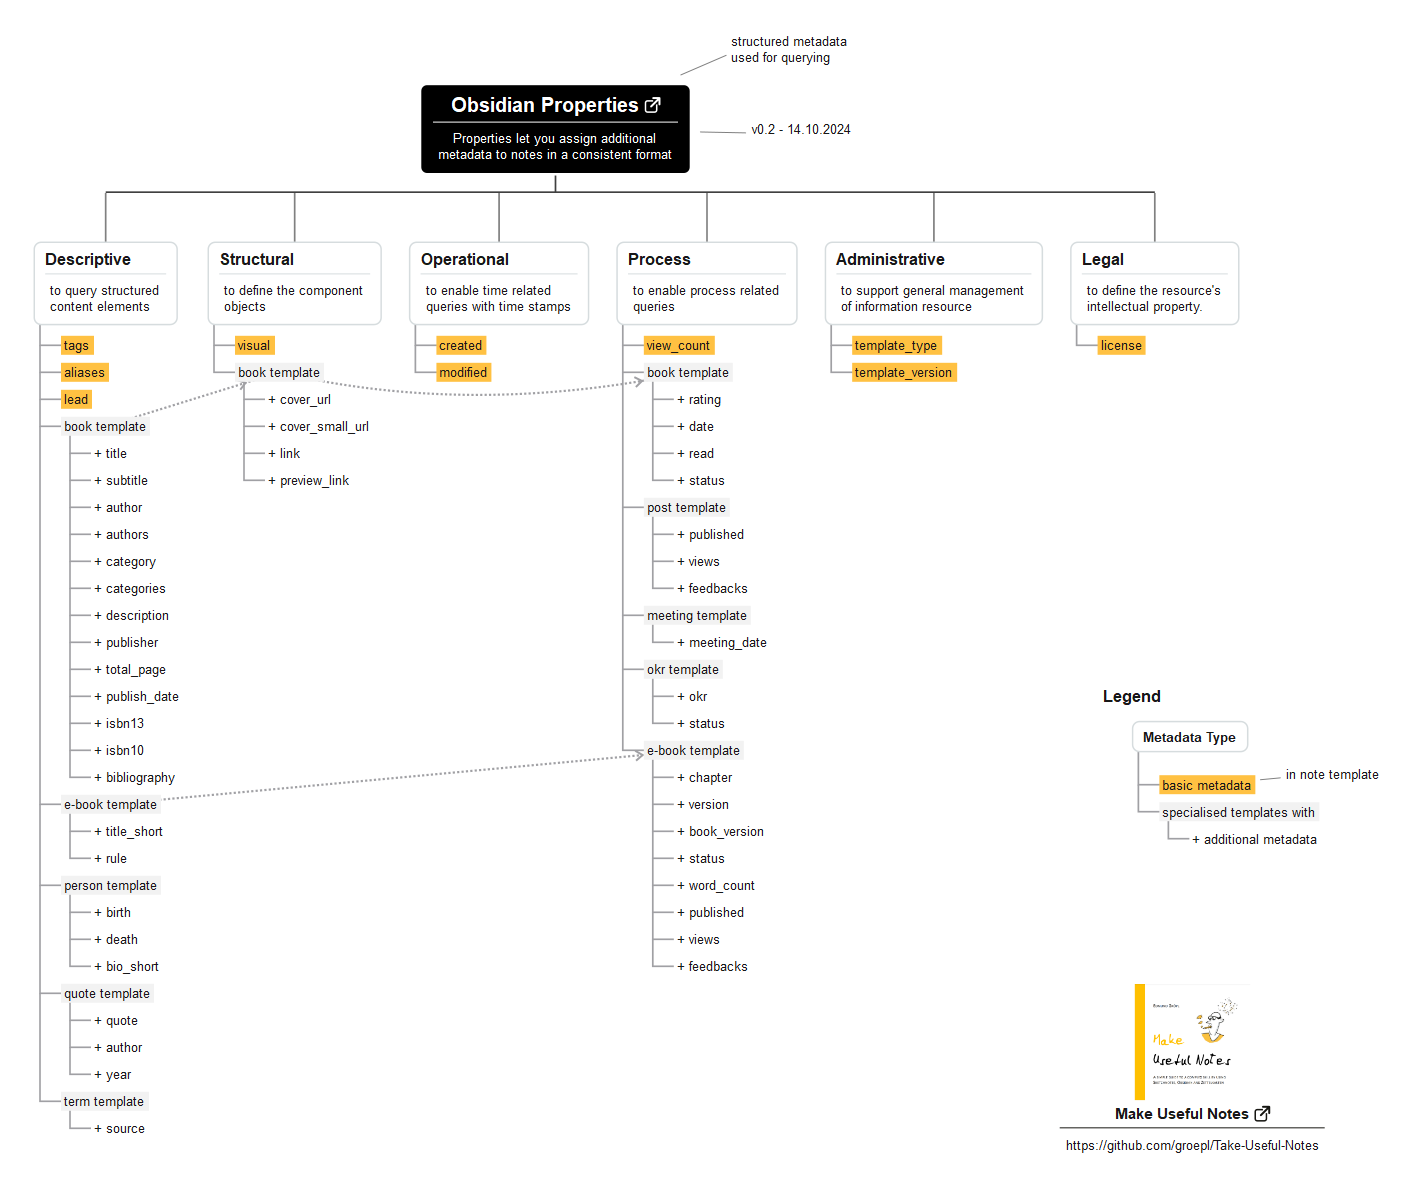 structured metadata
used for querying
Obsidian Properties
Properties let you assign additional
metadata to notes in a consistent format
v0.2 - 14.10.2024
Descriptive
to query structured
content elements
tags
aliases
lead
book template
+ title
+ subtitle
+ author
+ authors
+ category
+ categories
+ description
+ publisher
+ total_page
+ publish_date
+ isbn13
+ isbn10
+ bibliography
e-book template
+ title_short
+ rule
person template
+ birth
+ death
+ bio_short
quote template
+ quote
+ author
+ year
term template
+ source
Structural
to define the component
objects
visual
book template
+ cover_url
+ cover_small_url
+ link
+ preview_link
Operational
to enable time related
queries with time stamps
created
modified
Process
to enable process related
queries
view_count
book template
+ rating
+ date
+ read
+ status
post template
+ published
+ views
+ feedbacks
meeting template
+ meeting_date
okr template
+ okr
+ status
e-book template
+ chapter
+ version
+ book_version
+ status
+ word_count
+ published
+ views
+ feedbacks
Administrative
to support general management
of information resource
template_type
template_version
Legal
to define the resource's
intellectual property.
license
Legend
Metadata Type
basic metadata
in note template
specialised templates with
+ additional metadata
Make
Useful Notes
Make Useful Notes
https://github.com/groepl/Take-Useful-Notes